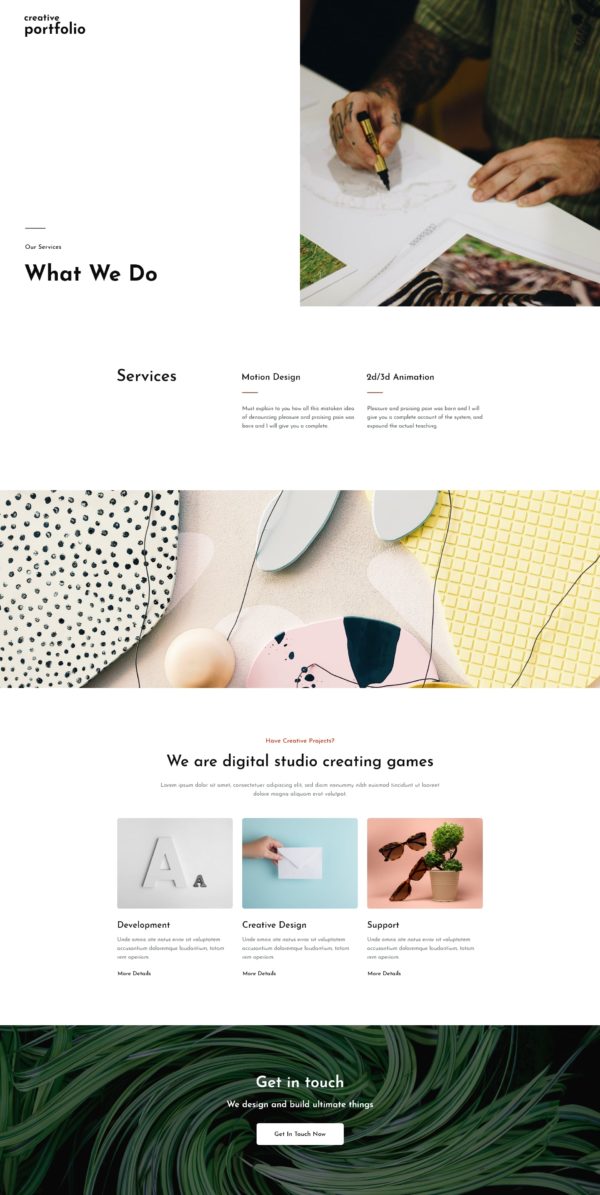 creative
portfolio
Our Services
What We Do
Services
Motion Design
Must explain to you how all this mistaken idea
of denouncing pleasure and praising pain was
born and I will give you a complete.
2d/3d Animation
Pleasure and praising pain was born and I will
give you a complete account of the system, and
expound the actual teaching.
Have Creative Projects?
We are digital studio creating games
Lorem ipsum dolor sit amet, consectetuer adipiscing elit, sed diam nonummy nibh euismod tincidunt ut laoreet
dolore magna aliquam erat volutpat.
A
A
Development
Unde omnis iste natus error sit voluptatem
accusantium doloremque laudantium, totam
rem aperiam.
More Details
Creative Design
Unde omnis iste natus error sit voluptatem
accusantium doloremque laudantium, totam
rem aperiam.
More Details
Support
Unde omnis iste natus error sit voluptatem
accusantium doloremque laudantium, totam
rem aperiam.
More Details
Get in touch
We design and build ultimate things
Get In Touch Now